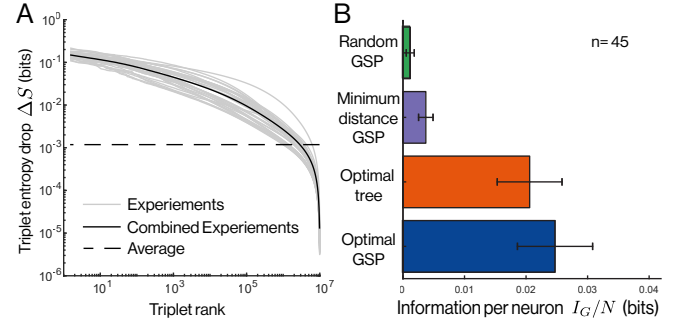 A
10^0
10^-1
10^-2
10^-3
10^-4
10^-5
10^-6
Triplet entropy drop ΔS (bits)
Experiements
Combined Experiements
Average
10^1
10^3
10^5
10^7
Triplet rank
B
n= 45
Random
GSP
Minimum
distance
GSP
Optimal
tree
Optimal
GSP
0
0.01
0.02
0.03
0.04
Information per neuron I_G/N (bits)